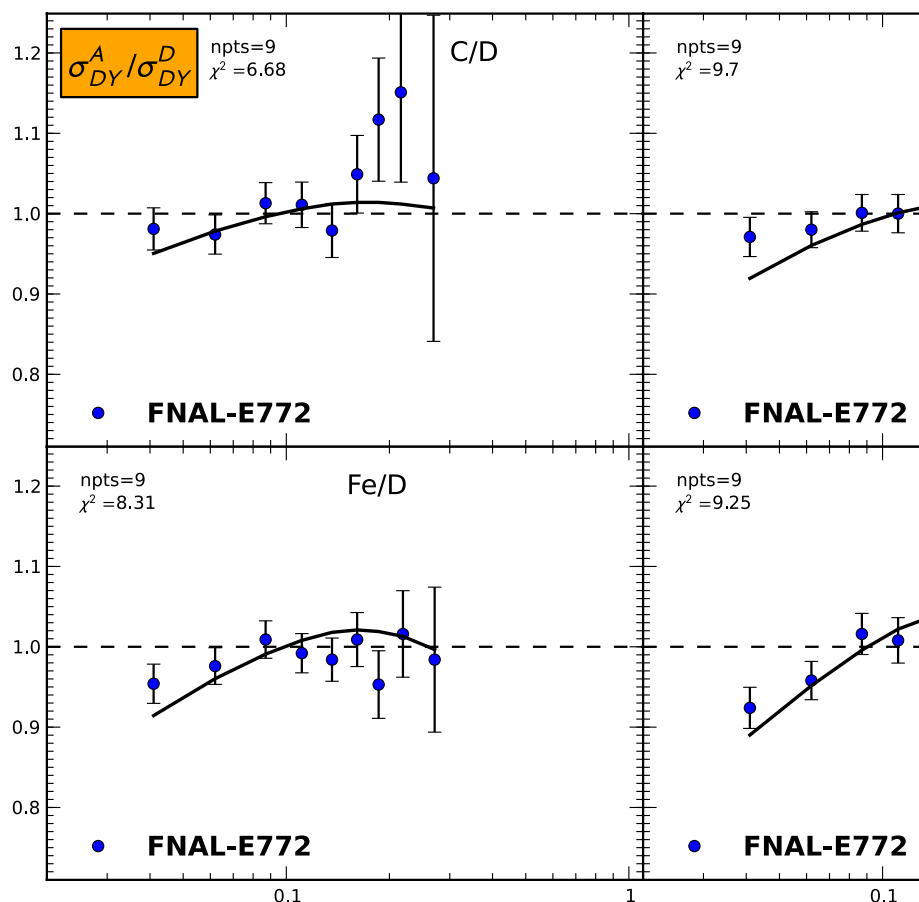 1.2
1.1
1.0
0.9
0.8
σ_DY^A/σ_DY^D
npts=9
χ² =6.68
C/D
FNAL-E772
npts=9
χ² =9.7
FNAL-E772
1.2
1.1
1.0
0.9
0.8
npts=9
χ² =8.31
Fe/D
FNAL-E772
npts=9
χ² =9.25
FNAL-E772
0.1
1
0.1